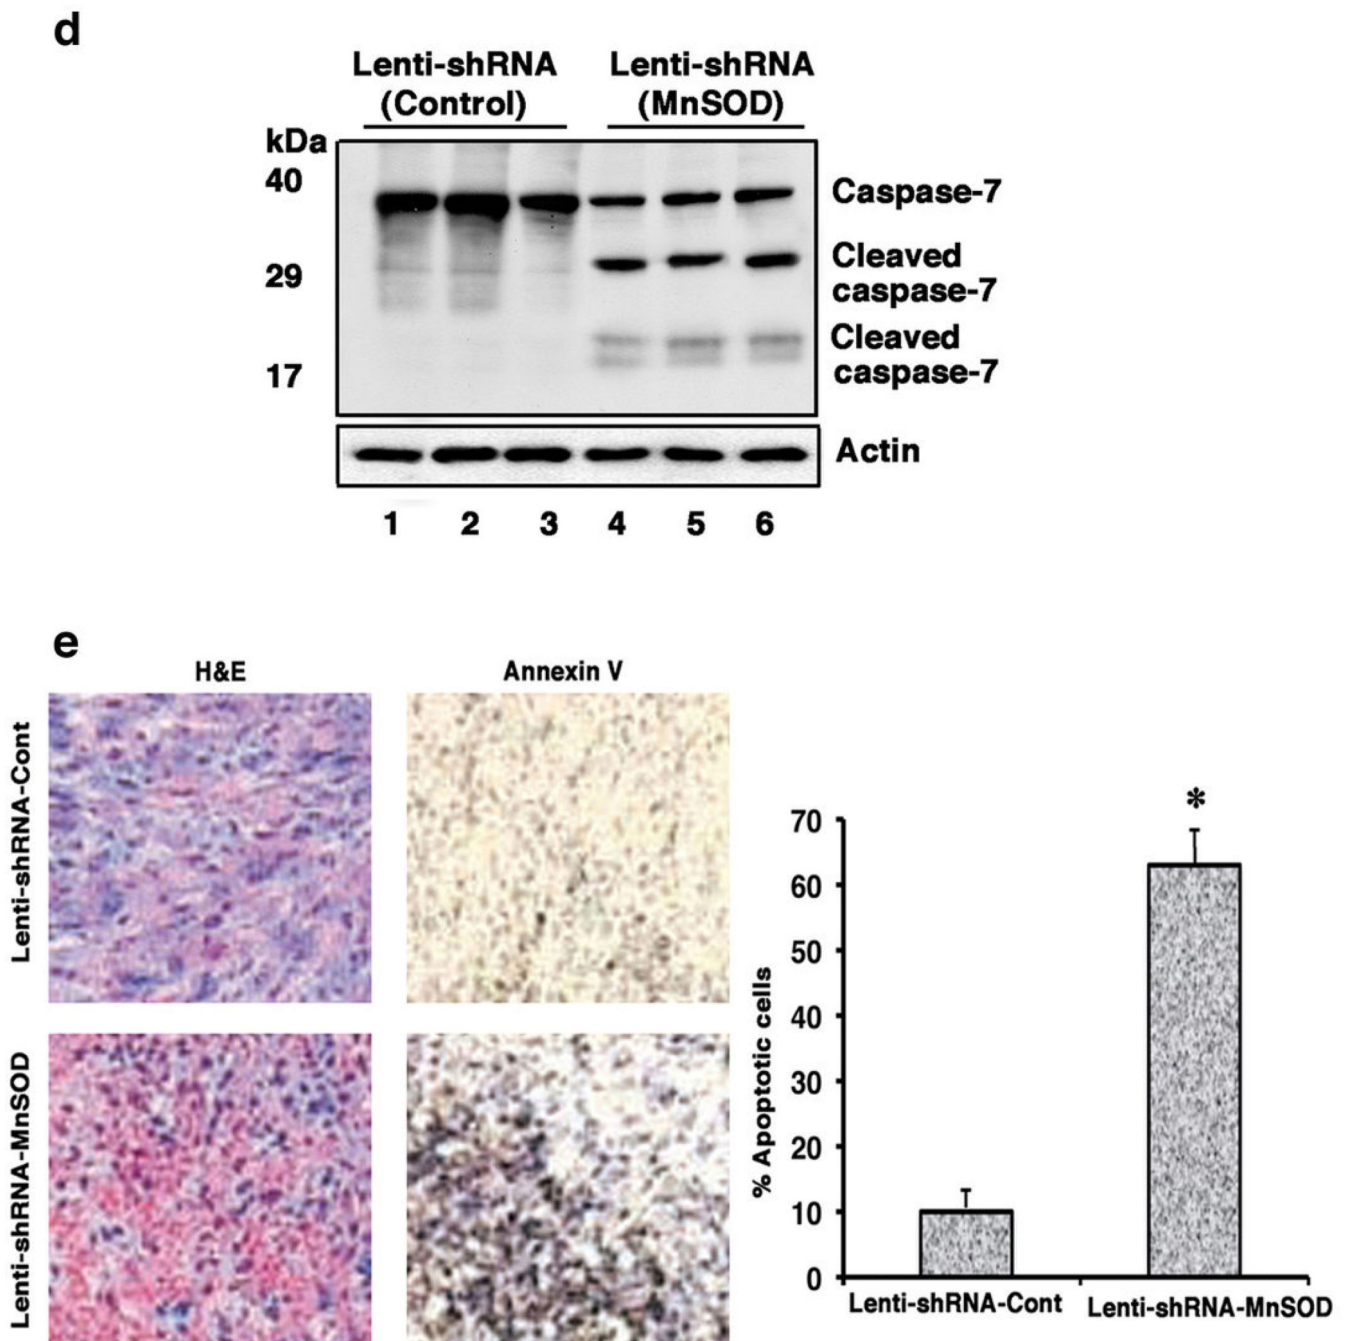 d
Lenti-shRNA Lenti-shRNA
(Control) (MnSOD)
kDa
40
29
17
Caspase-7
Cleaved
caspase-7
Cleaved
caspase-7
Actin
1 2 3 4 5 6
e
H&E Annexin V
Lenti-shRNA-Cont
Lenti-shRNA-MnSOD
% Apoptotic cells
70
60
50
40
30
20
10
0
*
Lenti-shRNA-Cont Lenti-shRNA-MnSOD